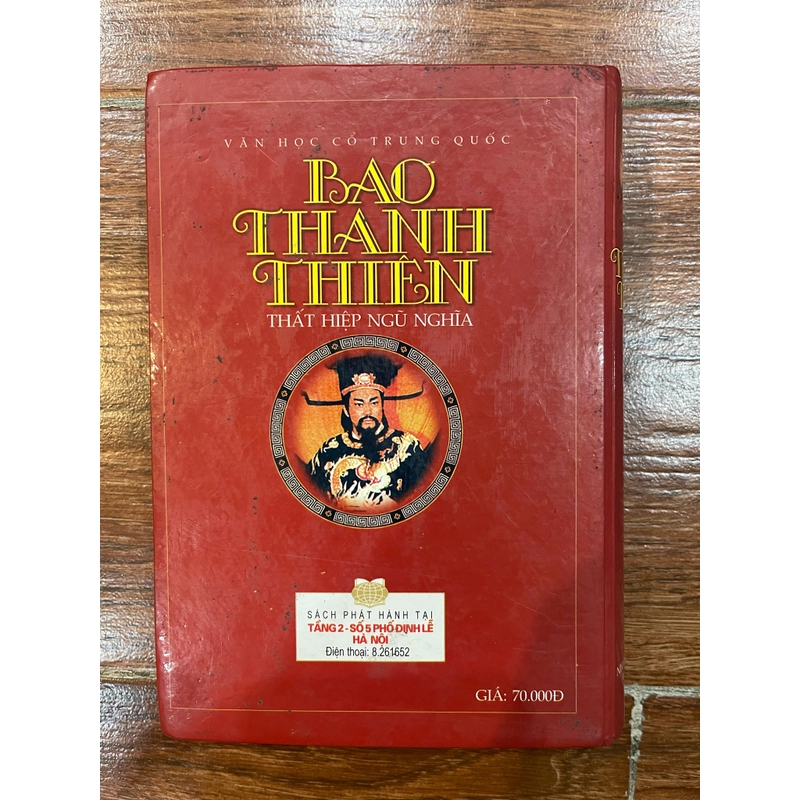 VĂN HỌC CỔ TRUNG QUỐC
BAO
THANH
THIÊN
THẤT HIỆP NGŨ NGHĨA
SÁCH PHÁT HÀNH TẠI
TẦNG 2 - SỐ 5 PHỐ ĐINH LỄ
HÀ NỘI
Điện thoại: 8.261652
GIÁ: 70.000Đ